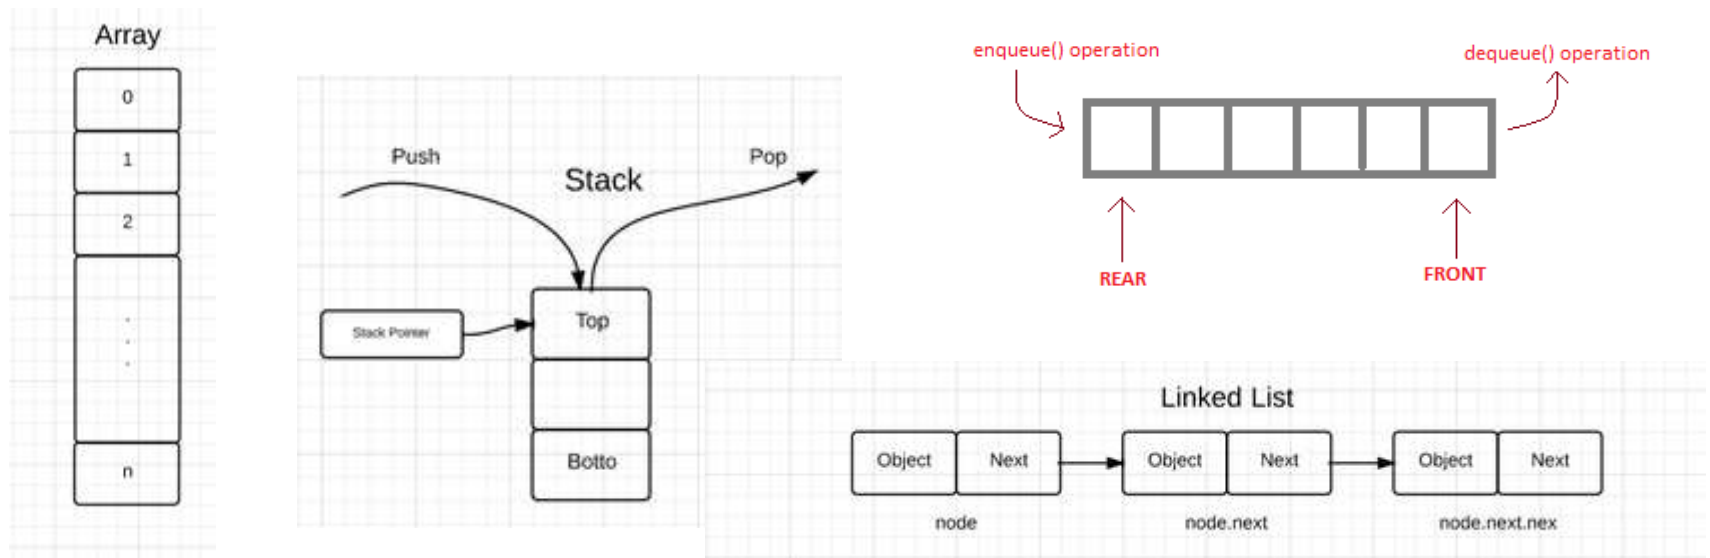 Array
0
1
2
.
.
.
n
Push
Pop
Stack
Stack Pointer
Top
Botto
enqueue() operation
dequeue() operation
REAR
FRONT
Linked List
Object Next Object Next Object Next
node node.next node.next.nex